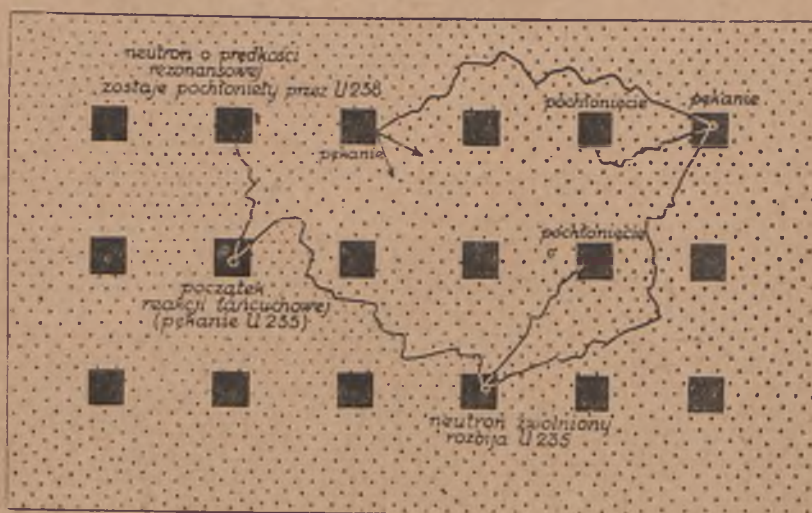 neutron o prędkości
rezonansowej
zostaje pochłonięty przez U 238
pękanie
pochłonięcie
pękanie
pochłonięcie
początek
reakcji łańcuchowej
(pękanie U 235)
neutron zwolniony
rozbija U 235